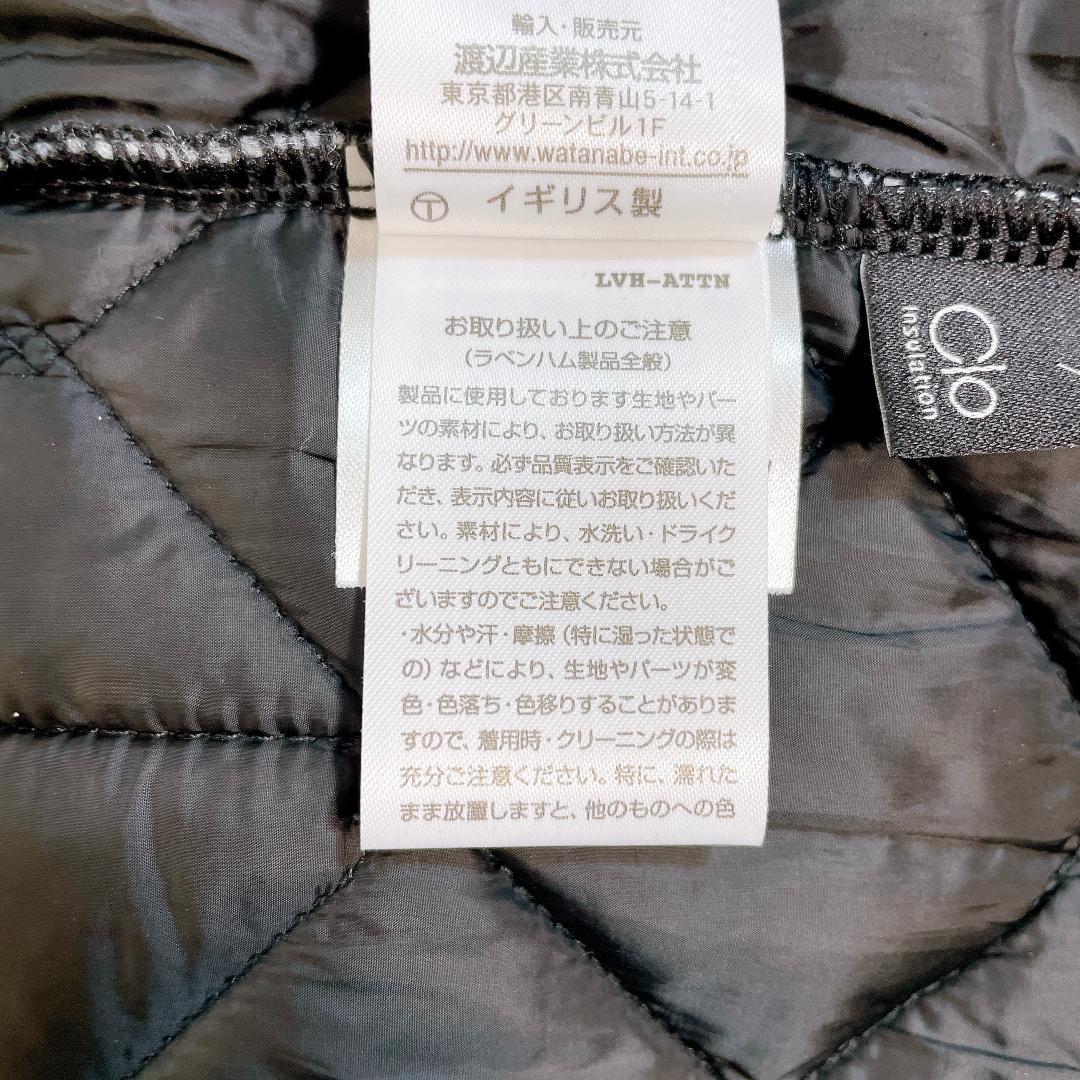 輸入・販売元
渡辺産業株式会社
東京都港区南青山5-14-1
グリーンビル1F
http://www.watanabe-int.co.jp
Ⓣ イギリス製
LVH-ATTN
お取り扱い上のご注意
(ラベンハム製品全般)
製品に使用しております生地やパー
ツの素材により、お取り扱い方法が異
なります。必ず品質表示をご確認いた
だき、表示内容に従いお取り扱いくだ
さい。素材により、水洗い・ドライク
リーニングともにできない場合がご
ざいますのでご注意ください。
・水分や汗・摩擦（特に湿った状態で
の）などにより、生地やパーツが変
色・色落ち・色移りすることがありま
すので、着用時・クリーニングの際は
充分ご注意ください。特に、濡れた
まま放置しますと、他のものへの色
Clo
insulation